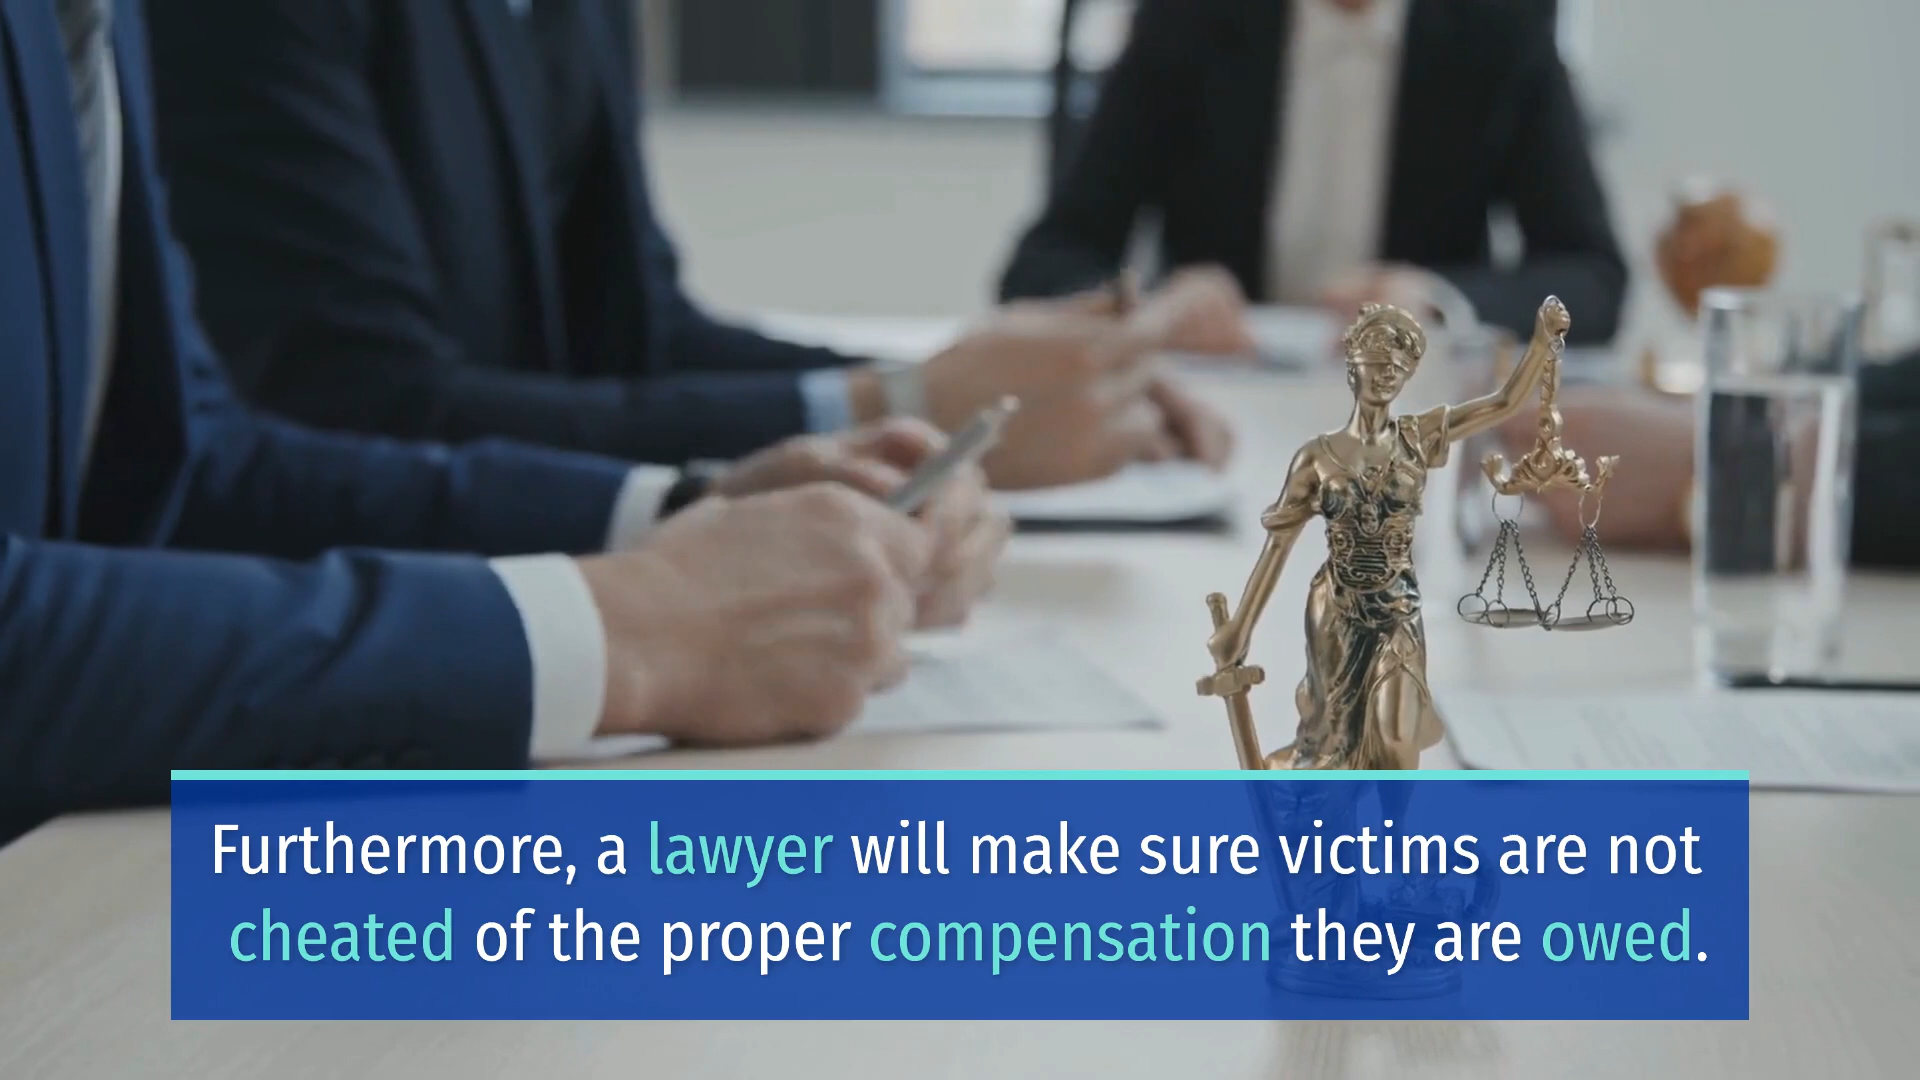 Furthermore, a lawyer will make sure victims are not
cheated of the proper compensation they are owed.